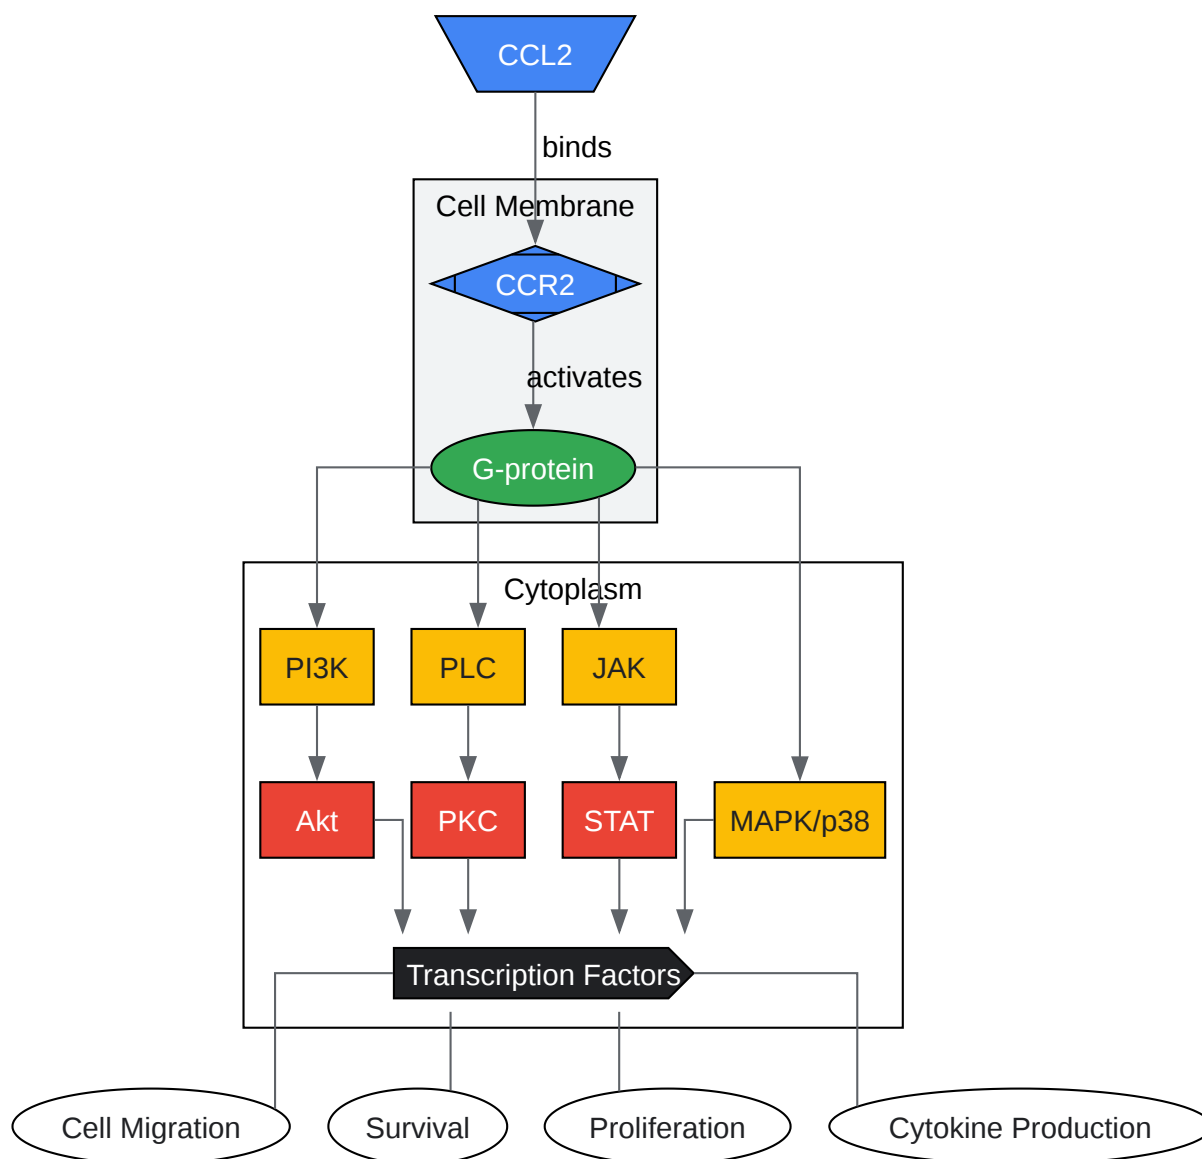 CCL2
binds
Cell Membrane
CCR2
activates
G-protein
Cytoplasm
PI3K
PLC
JAK
Akt
PKC
STAT
MAPK/p38
Transcription Factors
Cell Migration
Survival
Proliferation
Cytokine Production